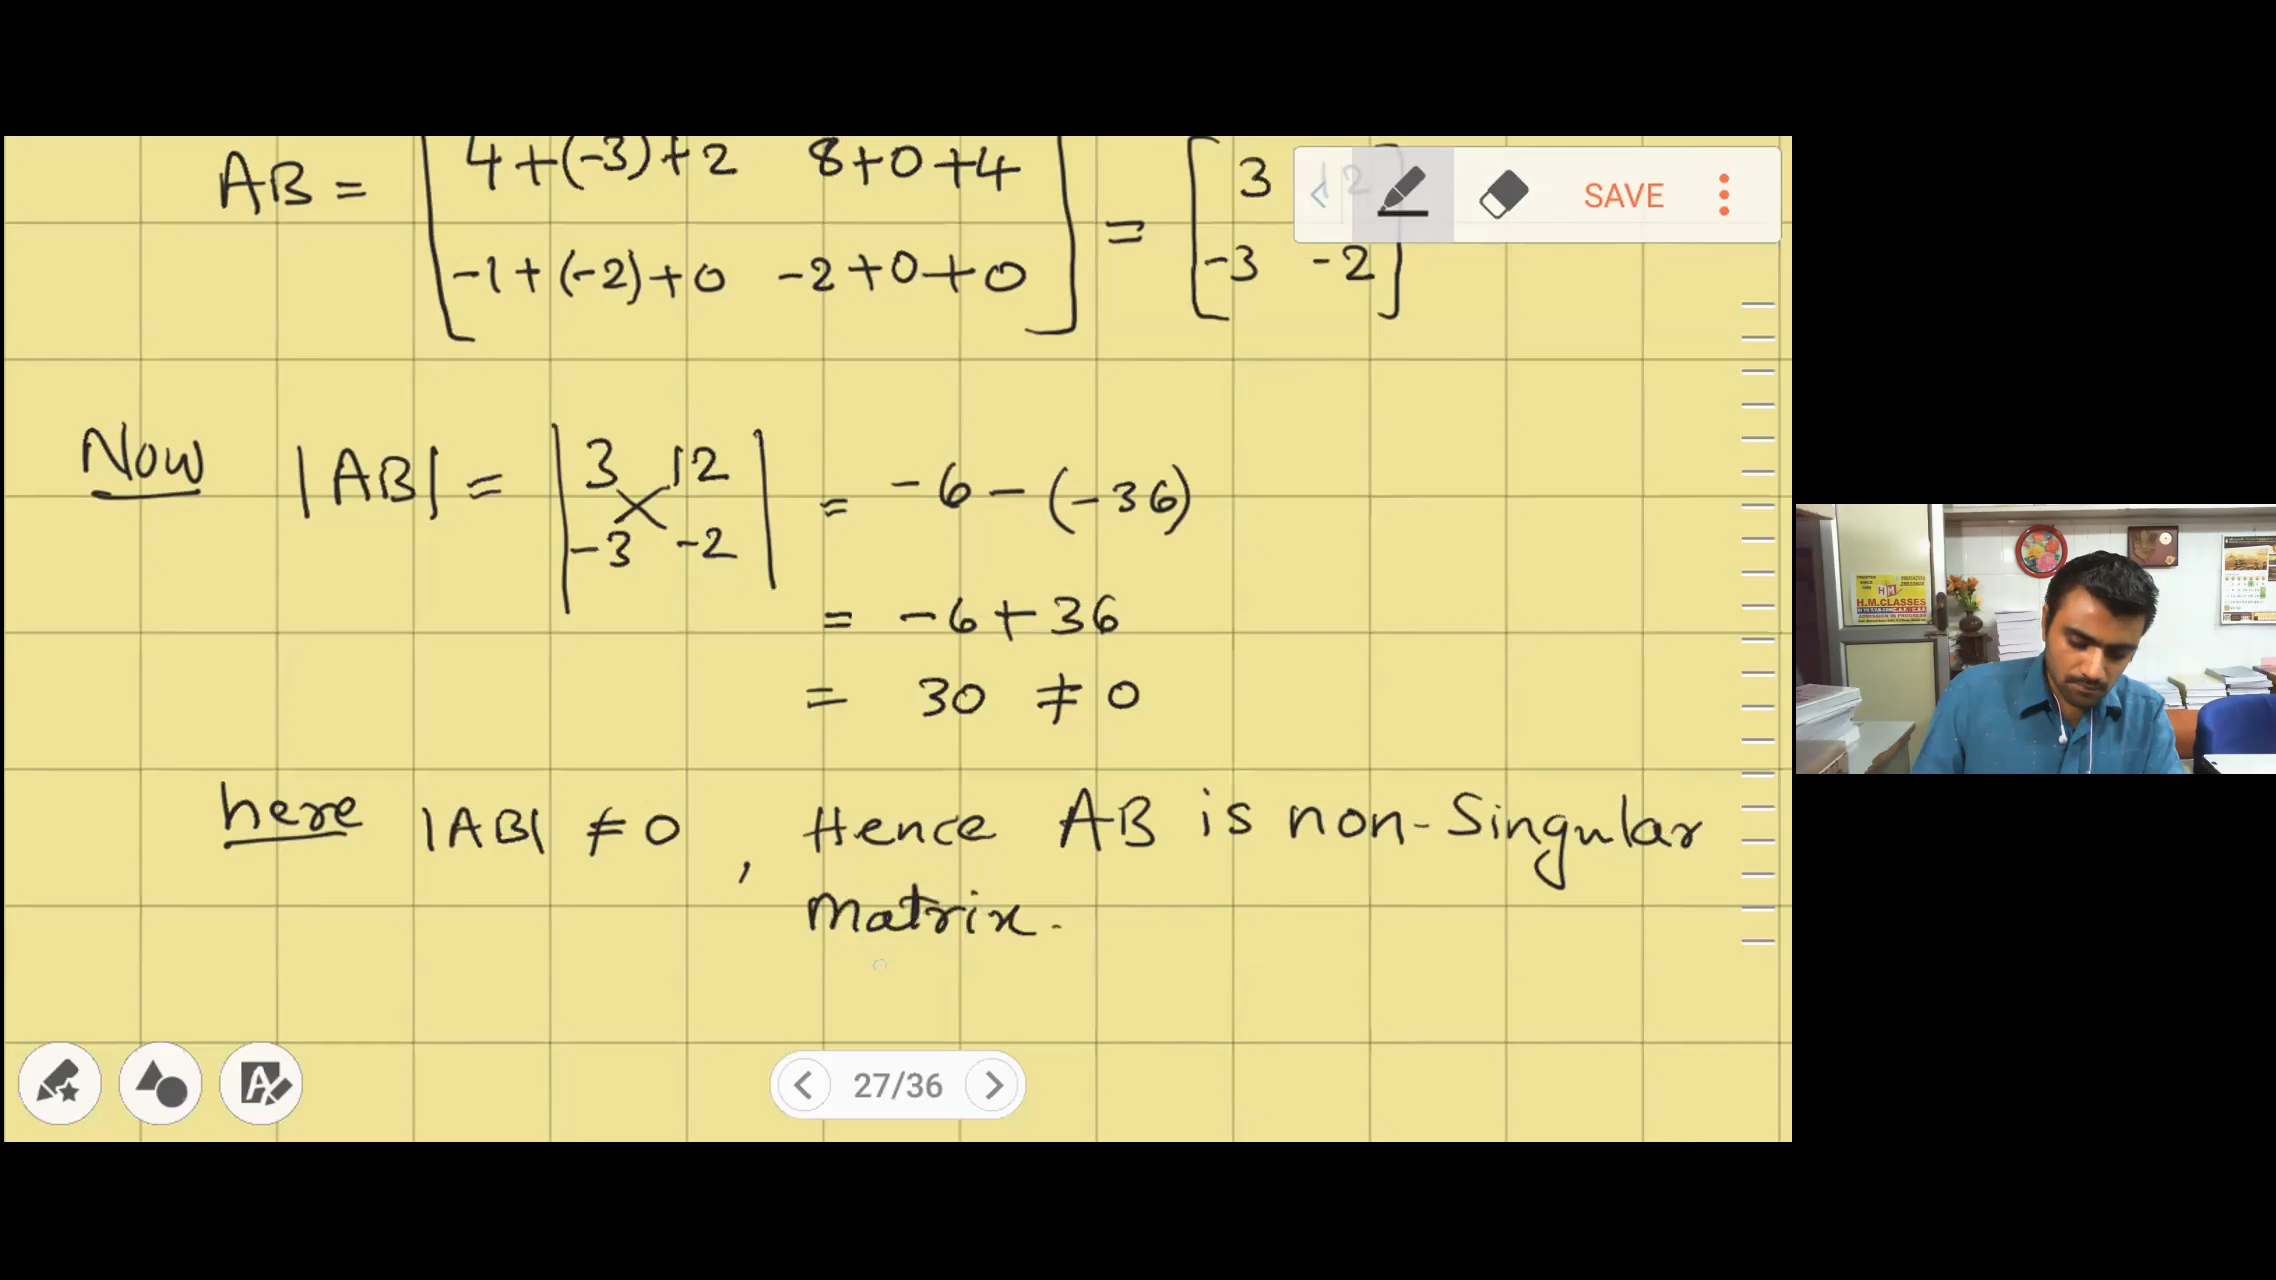 AB = [ 4+(-3)+2 8+0+4 ] = [ 3 12 ]
[ -1+(-2)+0 -2+0+0 ] [ -3 -2 ]
SAVE
Now |AB| = | 3 12 | = -6-(-36)
| -3 -2 |
= -6+36
= 30 ≠ 0
here |AB| ≠ 0, Hence AB is non-Singular
Matrix.
27/36
HM
H.M.CLASSES